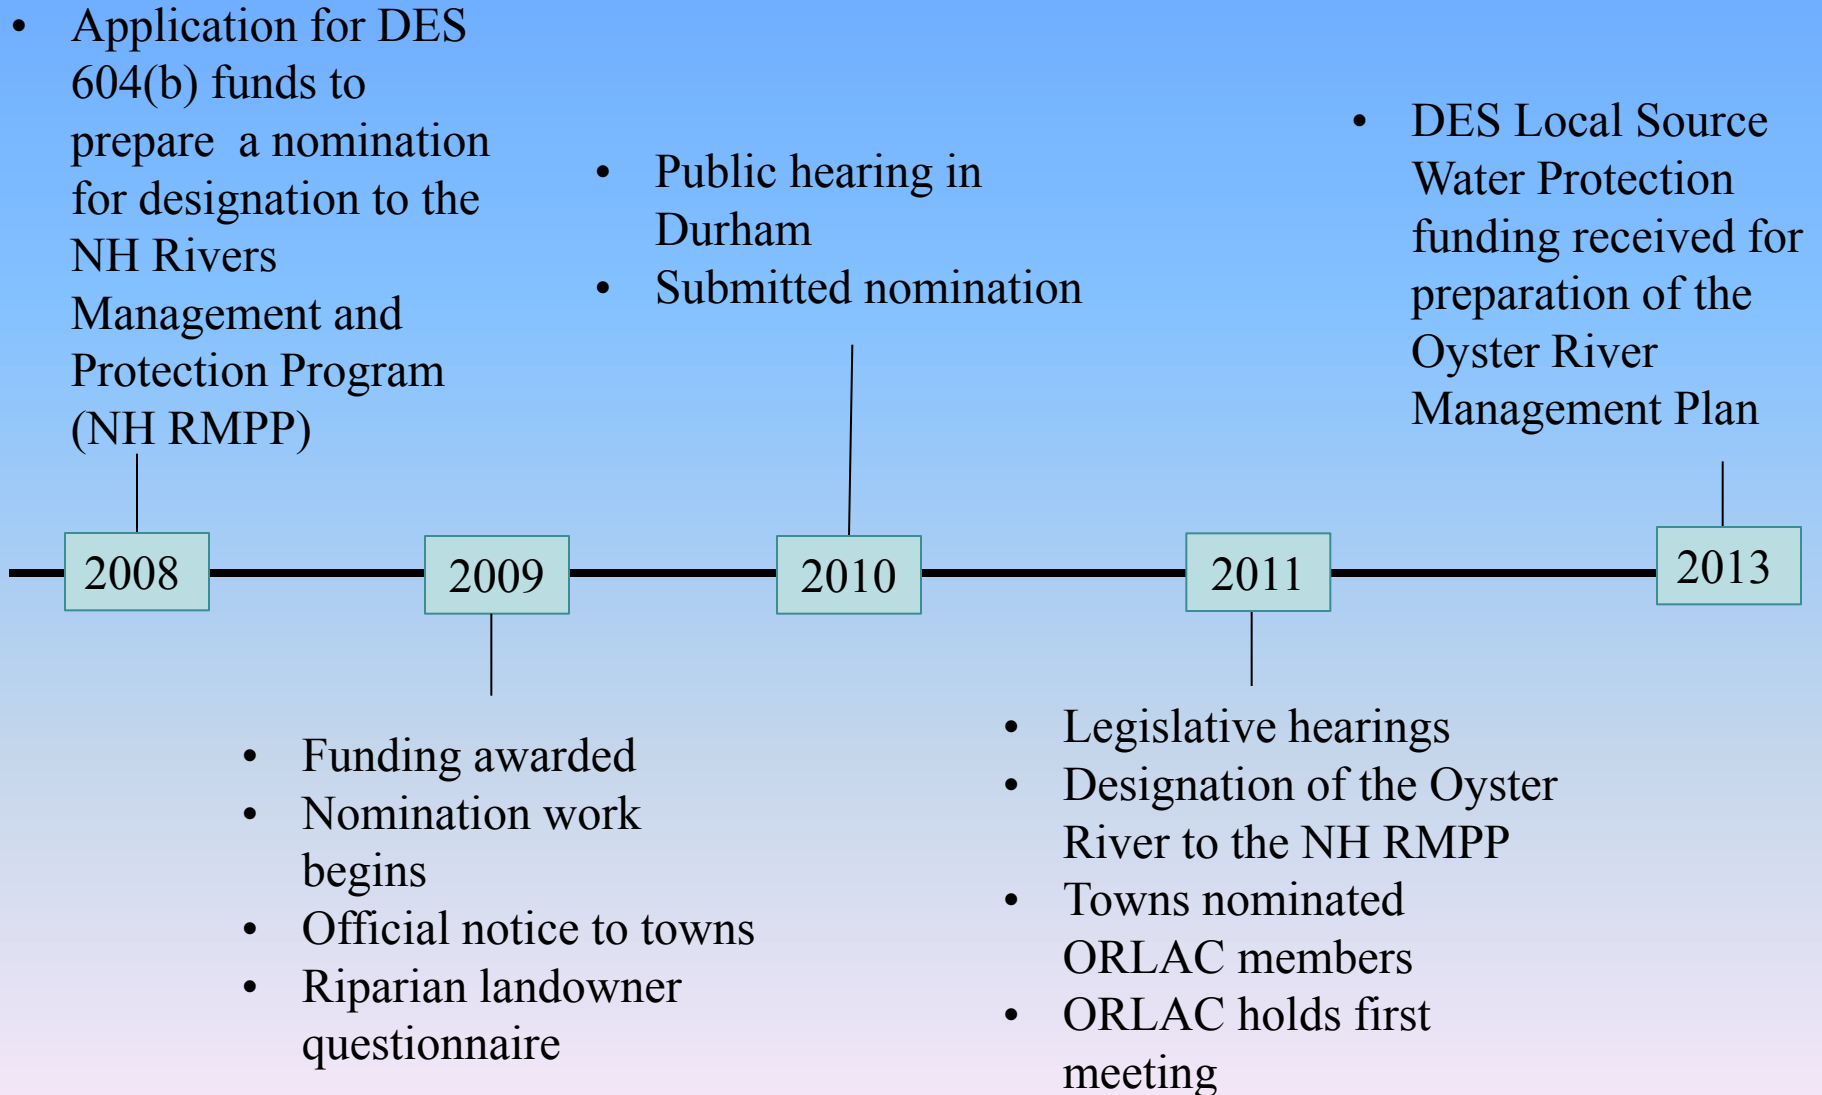 • Application for DES
604(b) funds to
prepare a nomination
for designation to the
NH Rivers
Management and
Protection Program
(NH RMPP)
• Public hearing in
Durham
• Submitted nomination
• DES Local Source
Water Protection
funding received for
preparation of the
Oyster River
Management Plan
2008
2009
2010
2011
2013
• Funding awarded
• Nomination work
begins
• Official notice to towns
• Riparian landowner
questionnaire
• Legislative hearings
• Designation of the Oyster
River to the NH RMPP
• Towns nominated
ORLAC members
• ORLAC holds first
meeting